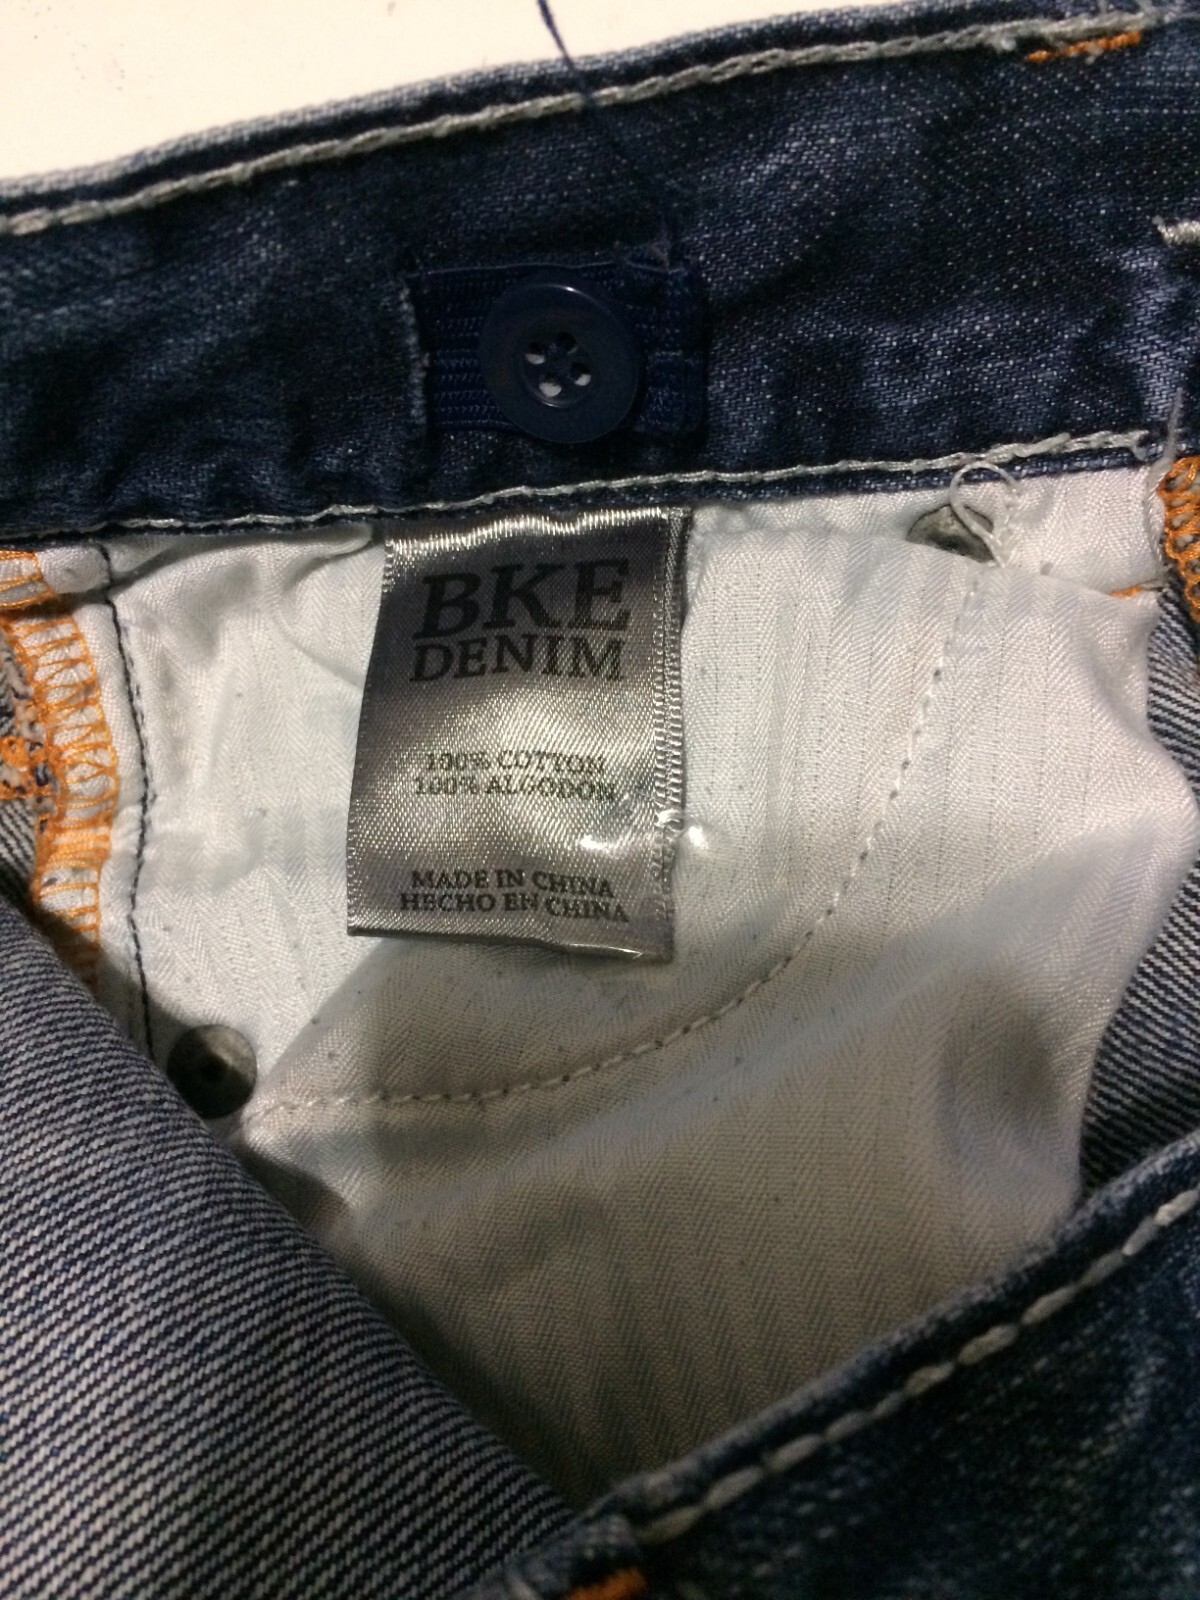 BKE
DENIM
100% COTTON
100% ALGODON
MADE IN CHINA
HECHO EN CHINA